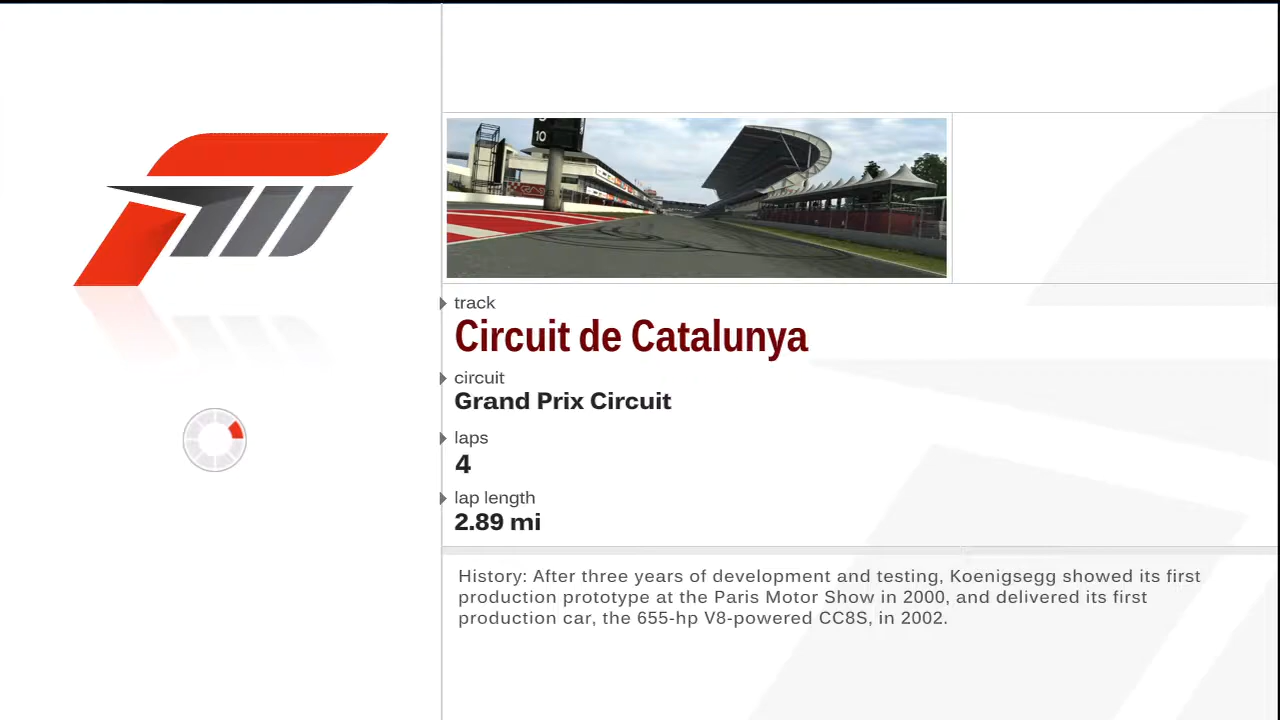 10
track
Circuit de Catalunya
circuit
Grand Prix Circuit
laps
4
lap length
2.89 mi
History: After three years of development and testing, Koenigsegg showed its first
production prototype at the Paris Motor Show in 2000, and delivered its first
production car, the 655-hp V8-powered CC8S, in 2002.